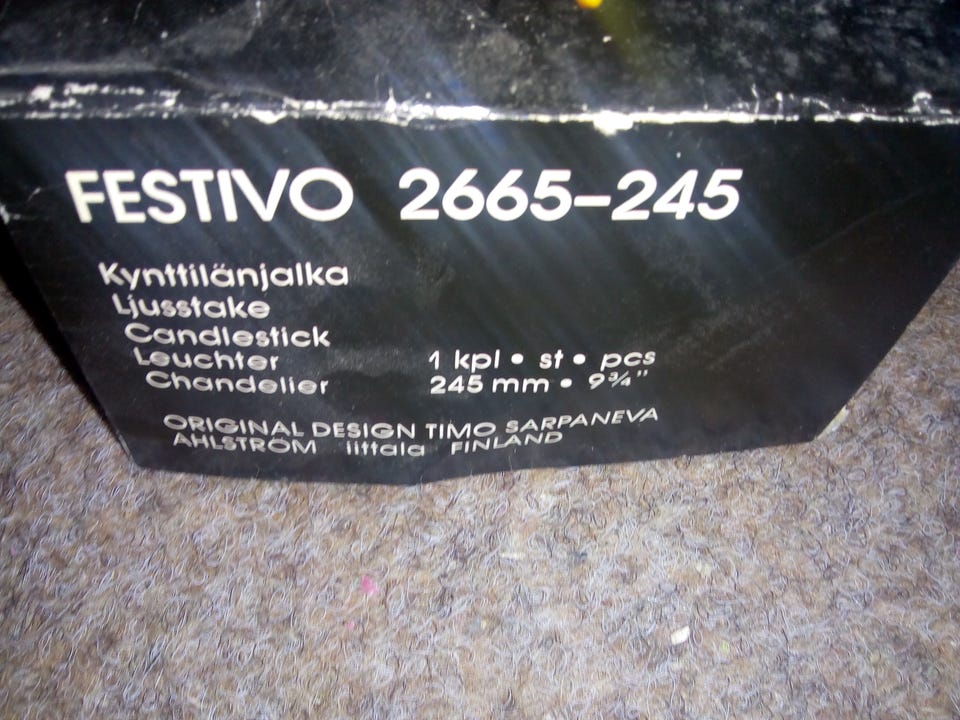 FESTIVO 2665-245
Kynttilänjalka
Ljusstake
Candlestick
Leuchter 1 kpl • st • pcs
Chandelier 245 mm • 9¾"
ORIGINAL DESIGN TIMO SARPANEVA
AHLSTRÖM iittala FINLAND